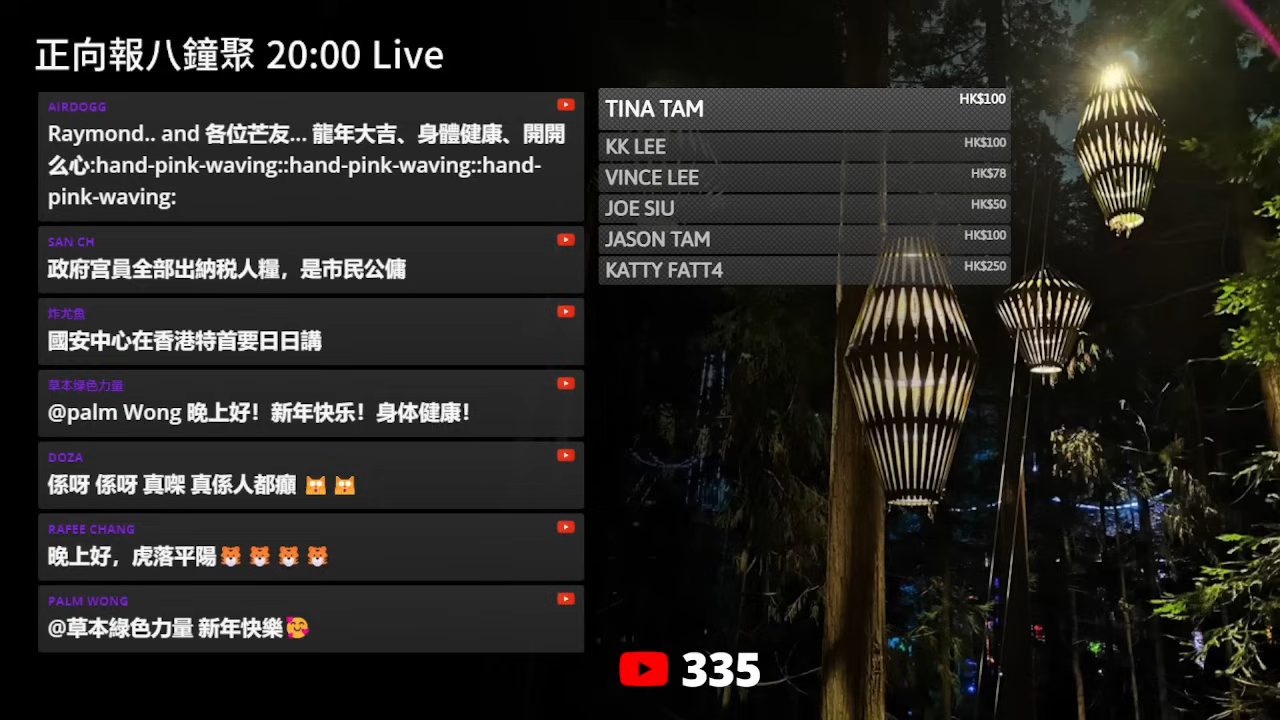 正向報八鐘聚 20:00 Live
AIRDOGG
Raymond.. and 各位芒友... 龍年大吉、身體健康、開開
么心:hand-pink-waving::hand-pink-waving::hand-
pink-waving:
SAN CH
政府官員全部出納税人糧，是市民公傭
炸尤魚
國安中心在香港特首要日日講
草本绿色力量
@palm Wong 晚上好！新年快乐！身体健康！
DOZA
係呀 係呀 真㗎 真係人都癲
RAFEE CHANG
晚上好，虎落平陽
PALM WONG
@草本綠色力量 新年快樂
TINA TAM HK$100
KK LEE HK$100
VINCE LEE HK$78
JOE SIU HK$50
JASON TAM HK$100
KATTY FATT4 HK$250
335